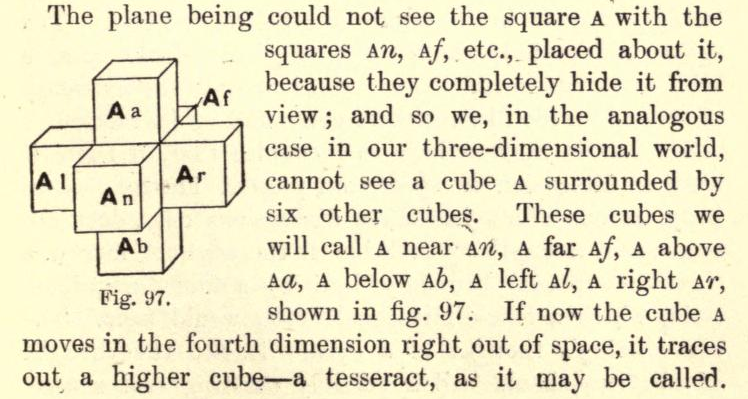 The plane being could not see the square A with the
squares An, Af, etc., placed about it,
because they completely hide it from
view; and so we, in the analogous
case in our three-dimensional world,
cannot see a cube A surrounded by
six other cubes. These cubes we
will call A near An, A far Af, A above
Aa, A below Ab, A left Al, A right Ar,
shown in fig. 97. If now the cube A
moves in the fourth dimension right out of space, it traces
out a higher cube—a tesseract, as it may be called.
Aa
Af
Al
An
Ar
Ab
Fig. 97.